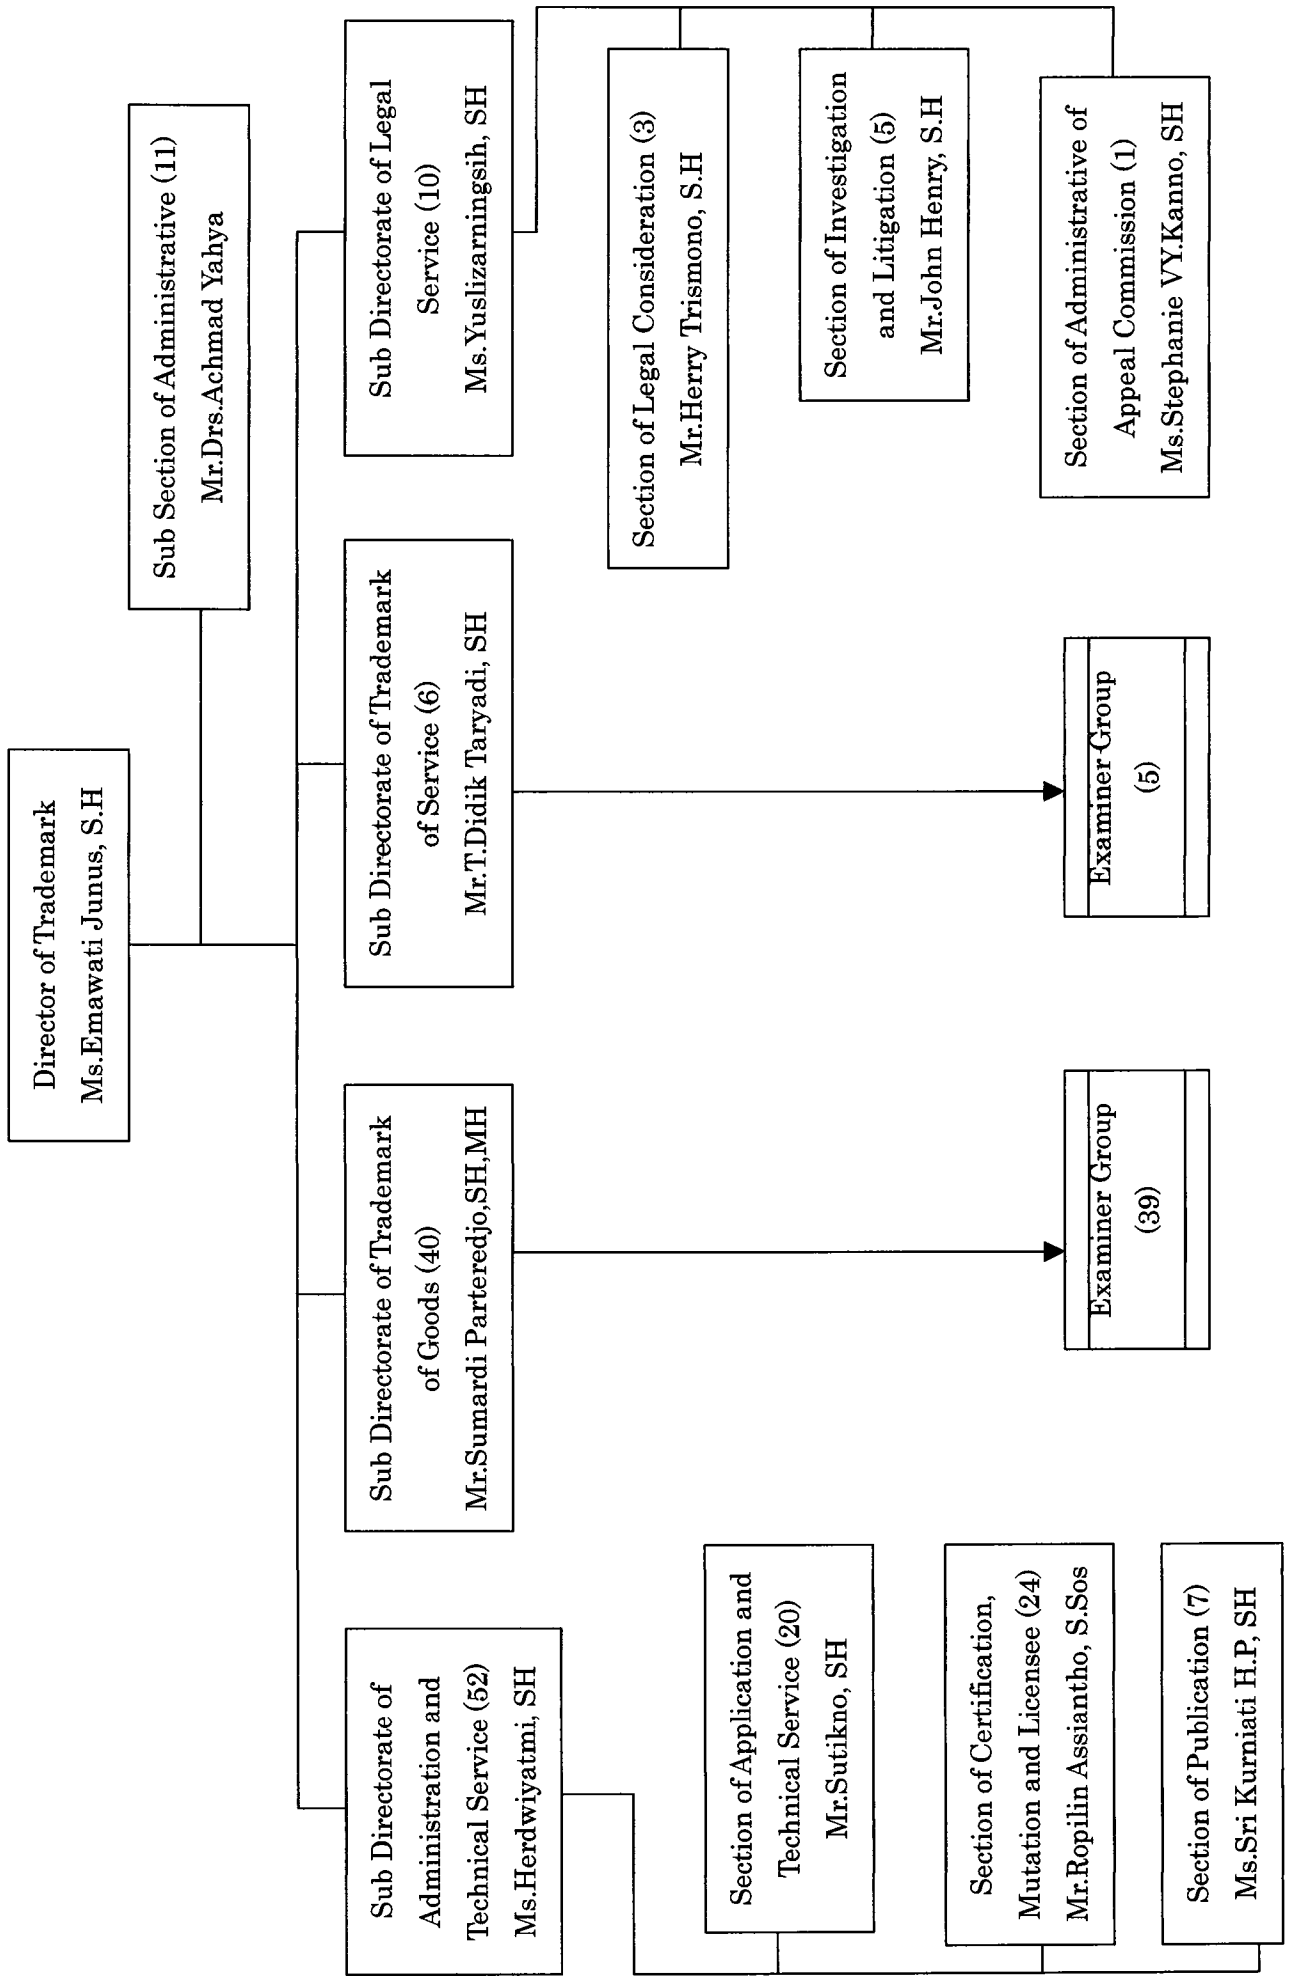 Director of Trademark
Ms.Emawati Junus, S.H
Sub Section of Administrative (11)
Mr.Drs.Achmad Yahya
Sub Directorate of
Administration and
Technical Service (52)
Ms.Herdwiyatmi, SH
Sub Directorate of Trademark
of Goods (40)
Mr.Sumardi Parteredjo,SH,MH
Sub Directorate of Trademark
of Service (6)
Mr.T.Didik Taryadi, SH
Sub Directorate of Legal
Service (10)
Ms.Yuslizarningsih, SH
Section of Application and
Technical Service (20)
Mr.Sutikno, SH
Section of Certification,
Mutation and Licensee (24)
Mr.Ropilin Assiantho, S.Sos
Section of Publication (7)
Ms.Sri Kurniati H.P, SH
Examiner Group
(39)
Examiner Group
(5)
Section of Legal Consideration (3)
Mr.Herry Trismono, S.H
Section of Investigation
and Litigation (5)
Mr.John Henry, S.H
Section of Administrative of
Appeal Commission (1)
Ms.Stephanie VY.Kanno, SH